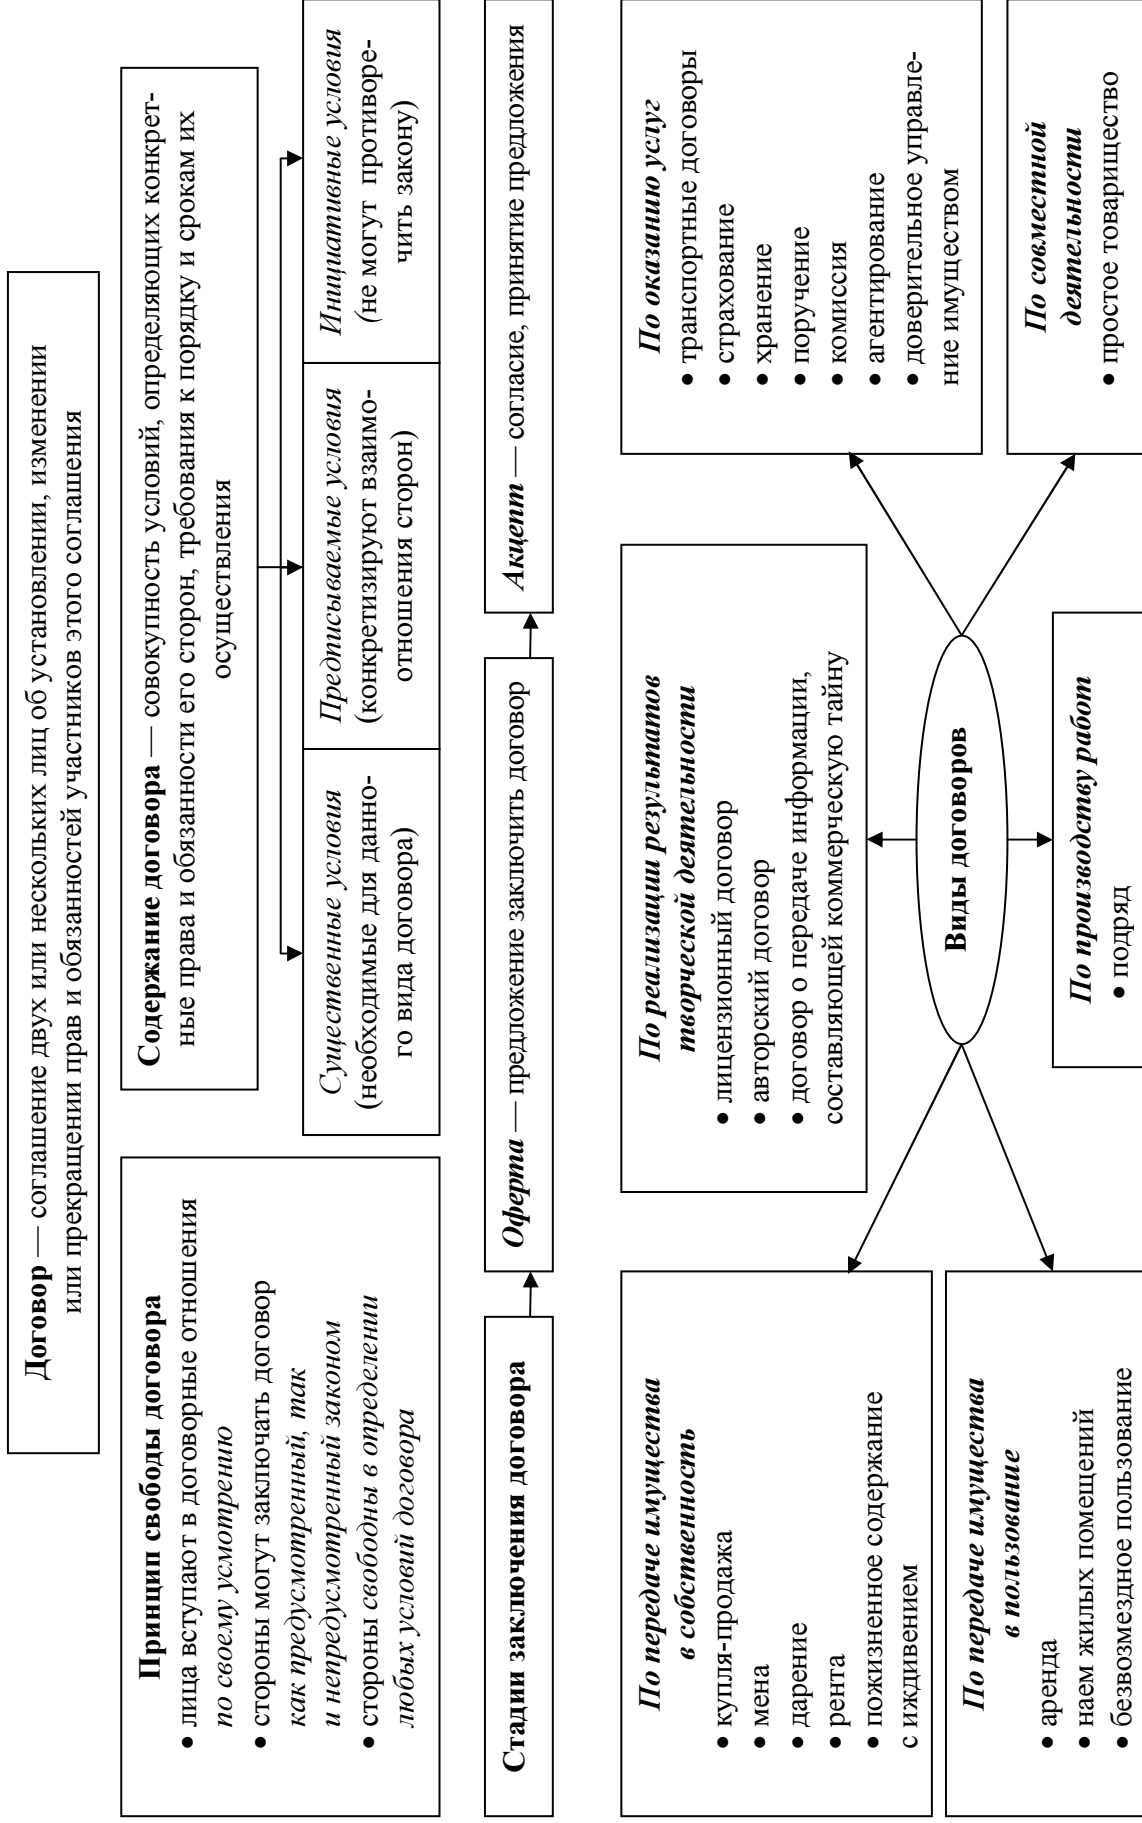 Договор — соглашение двух или нескольких лиц об установлении, изменении
или прекращении прав и обязанностей участников этого соглашения
Принцип свободы договора
• лица вступают в договорные отношения
по своему усмотрению
• стороны могут заключать договор
как предусмотренный, так
и непредусмотренный законом
• стороны свободны в определении
любых условий договора
Содержание договора — совокупность условий, определяющих конкрет-
ные права и обязанности его сторон, требования к порядку и срокам их
осуществления
Существенные условия
(необходимые для данно-
го вида договора)
Предписываемые условия
(конкретизируют взаимо-
отношения сторон)
Инициативные условия
(не могут противоре-
чить закону)
Стадии заключения договора
Оферта — предложение заключить договор
Акцепт — согласие, принятие предложения
По передаче имущества
в собственность
• купля-продажа
• мена
• дарение
• рента
• пожизненное содержание
с иждивением
По реализации результатов
творческой деятельности
• лицензионный договор
• авторский договор
• договор о передаче информации,
составляющей коммерческую тайну
По оказанию услуг
• транспортные договоры
• страхование
• хранение
• поручение
• комиссия
• агентирование
• доверительное управле-
ние имуществом
Виды договоров
По передаче имущества
в пользование
• аренда
• наем жилых помещений
• безвозмездное пользование
По производству работ
• подряд
По совместной
деятельности
• простое товарищество